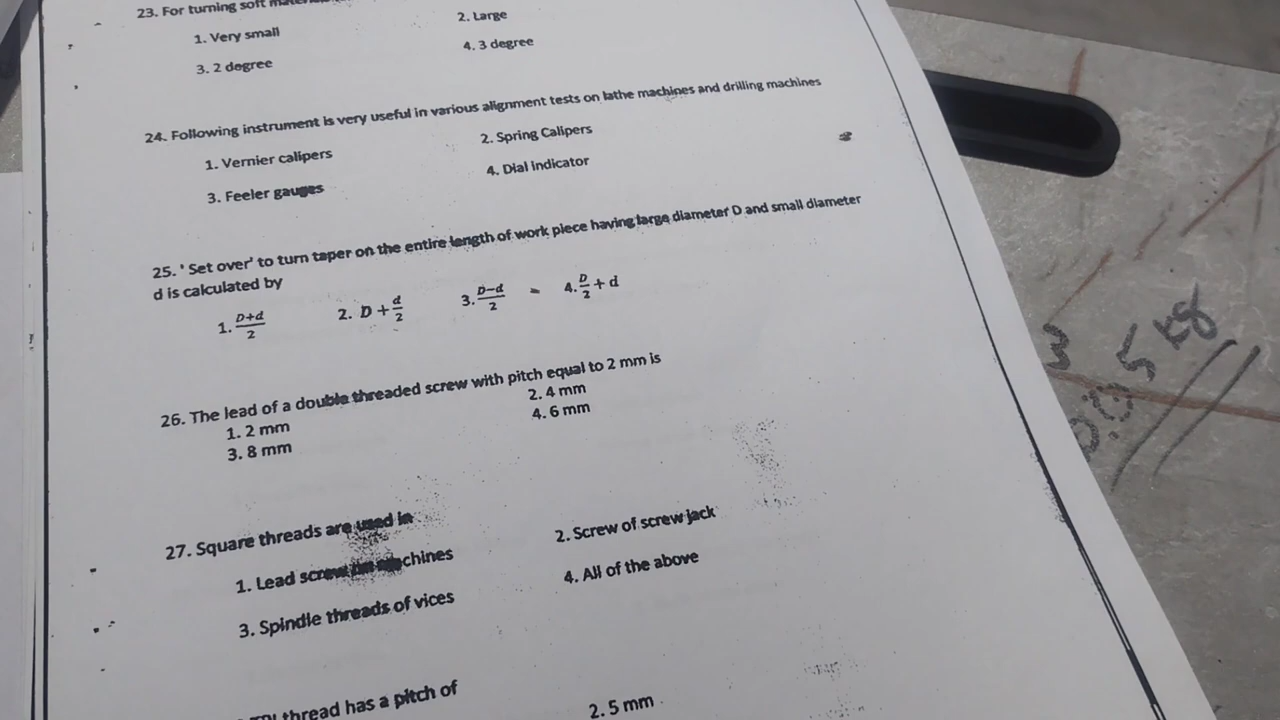 23. For turning soft
1. Very small
2. Large
3. 2 degree
4. 3 degree
24. Following instrument is very useful in various alignment tests on lathe machines and drilling machines
1. Vernier calipers
2. Spring Calipers
3. Feeler gauges
4. Dial indicator
25. ' Set over' to turn taper on the entire length of work piece having large diameter D and small diameter
d is calculated by
1. D+d/2 2. D + d/2 3. D-d/2 4. D/2 + d
26. The lead of a double threaded screw with pitch equal to 2 mm is
1. 2 mm
2. 4 mm
3. 8 mm
4. 6 mm
27. Square threads are used in
1. Lead screw machines
2. Screw of screw jack
3. Spindle threads of vices
4. All of the above
thread has a pitch of
2. 5 mm